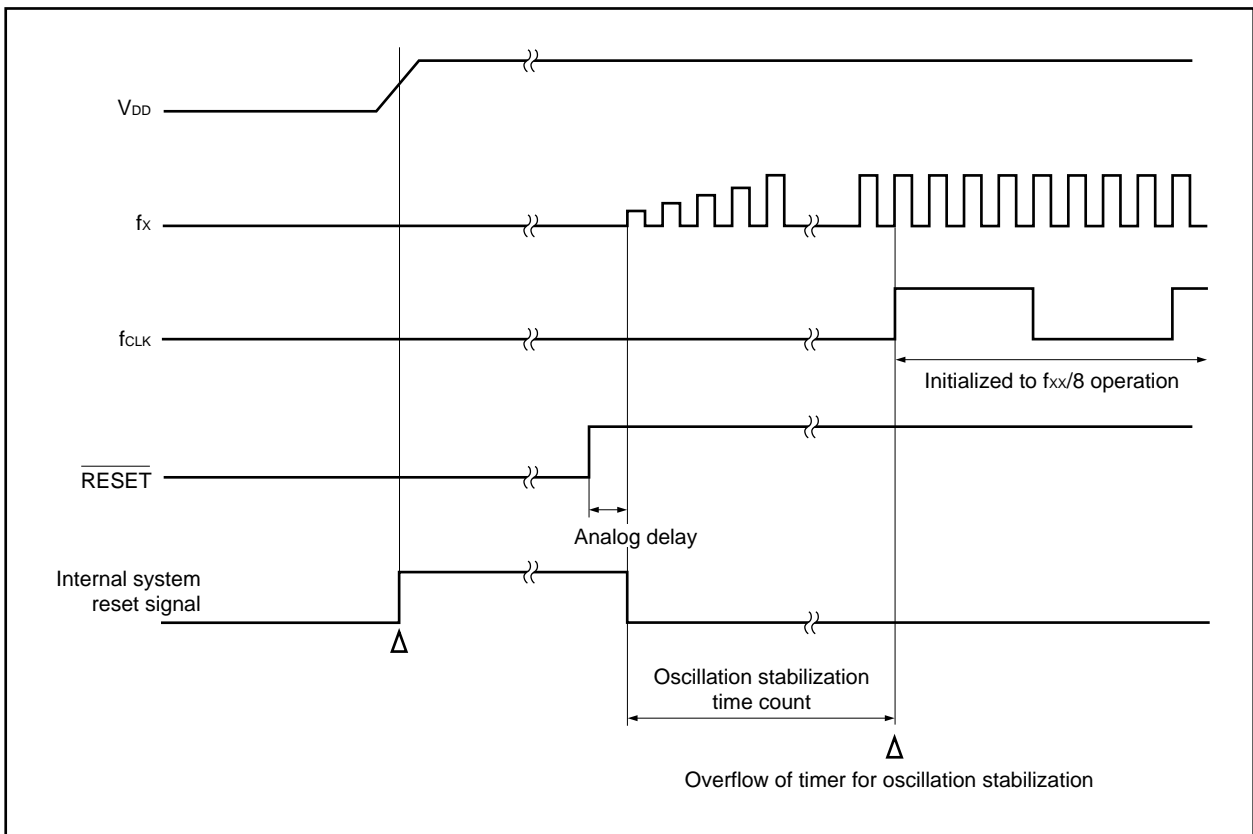 VDD
fX
fCLK
Initialized to fXX/8 operation
RESET
Analog delay
Internal system
reset signal
Oscillation stabilization
time count
Overflow of timer for oscillation stabilization